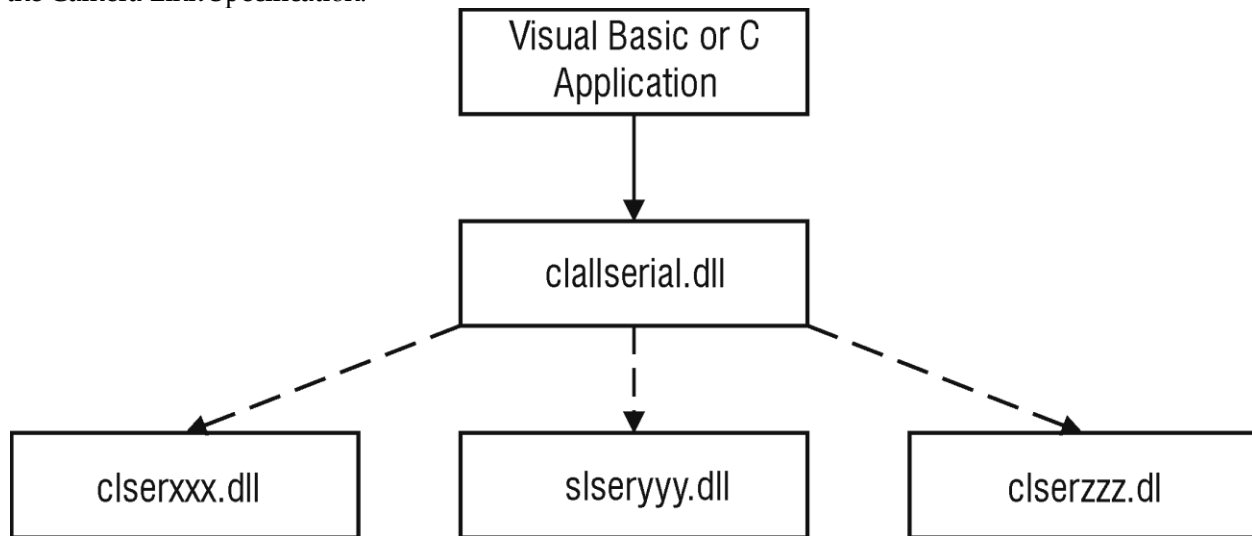 the Camera Link Specification.
Visual Basic or C
Application
clallserial.dll
clserxxx.dll
slseryyy.dll
clserzzz.dl